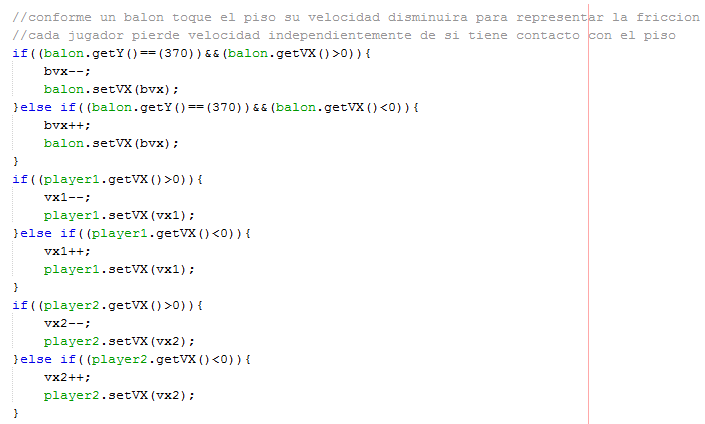 //conforme un balon toque el piso su velocidad disminuira para representar la friccion
//cada jugador pierde velocidad independientemente de si tiene contacto con el piso
if((balon.getY()==(370))&&(balon.getVX()>0)){
    bvx--;
    balon.setVX(bvx);
}else if((balon.getY()==(370))&&(balon.getVX()<0)){
    bvx++;
    balon.setVX(bvx);
}
if((player1.getVX()>0)){
    vx1--;
    player1.setVX(vx1);
}else if((player1.getVX()<0)){
    vx1++;
    player1.setVX(vx1);
}
if((player2.getVX()>0)){
    vx2--;
    player2.setVX(vx2);
}else if((player2.getVX()<0)){
    vx2++;
    player2.setVX(vx2);
}